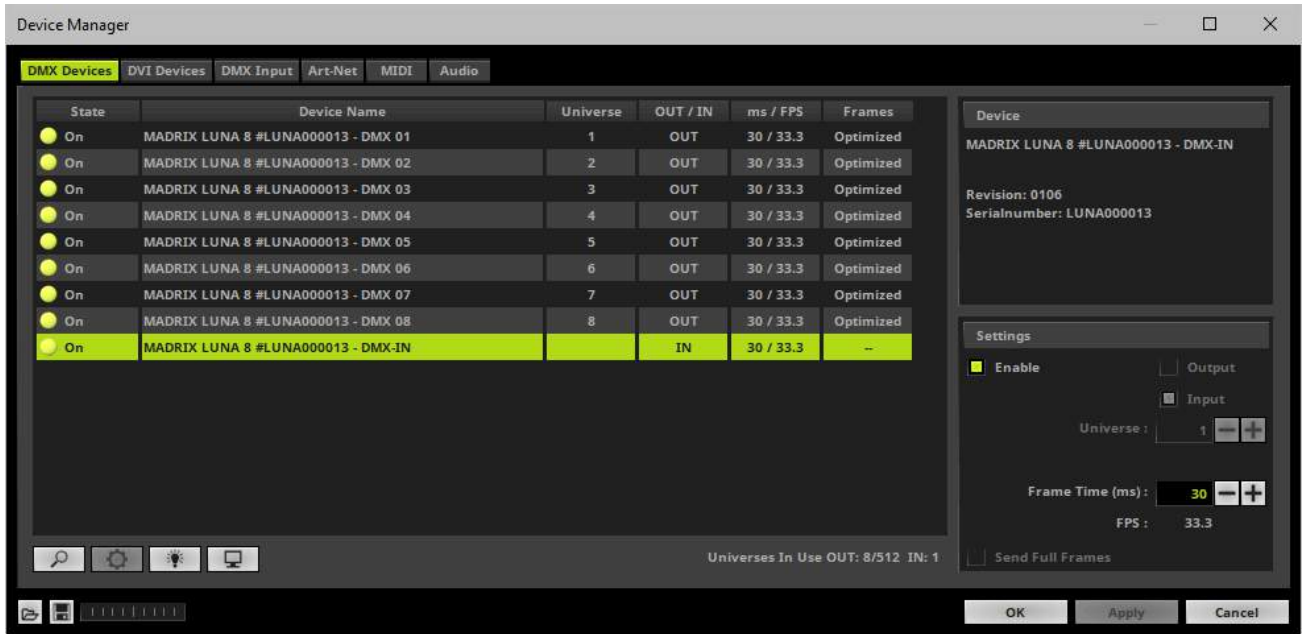 Device Manager
DMX Devices DVI Devices DMX Input Art-Net MIDI Audio
State Device Name Universe OUT / IN ms / FPS Frames
On MADRIX LUNA 8 #LUNA000013 - DMX 01 1 OUT 30 / 33.3 Optimized
On MADRIX LUNA 8 #LUNA000013 - DMX 02 2 OUT 30 / 33.3 Optimized
On MADRIX LUNA 8 #LUNA000013 - DMX 03 3 OUT 30 / 33.3 Optimized
On MADRIX LUNA 8 #LUNA000013 - DMX 04 4 OUT 30 / 33.3 Optimized
On MADRIX LUNA 8 #LUNA000013 - DMX 05 5 OUT 30 / 33.3 Optimized
On MADRIX LUNA 8 #LUNA000013 - DMX 06 6 OUT 30 / 33.3 Optimized
On MADRIX LUNA 8 #LUNA000013 - DMX 07 7 OUT 30 / 33.3 Optimized
On MADRIX LUNA 8 #LUNA000013 - DMX 08 8 OUT 30 / 33.3 Optimized
On MADRIX LUNA 8 #LUNA000013 - DMX-IN IN 30 / 33.3 --
Universes In Use OUT: 8/512 IN: 1
Device
MADRIX LUNA 8 #LUNA000013 - DMX-IN
Revision: 0106
Serialnumber: LUNA000013
Settings
Enable Output
Input
Universe : 1
Frame Time (ms) : 30
FPS : 33.3
Send Full Frames
OK Apply Cancel